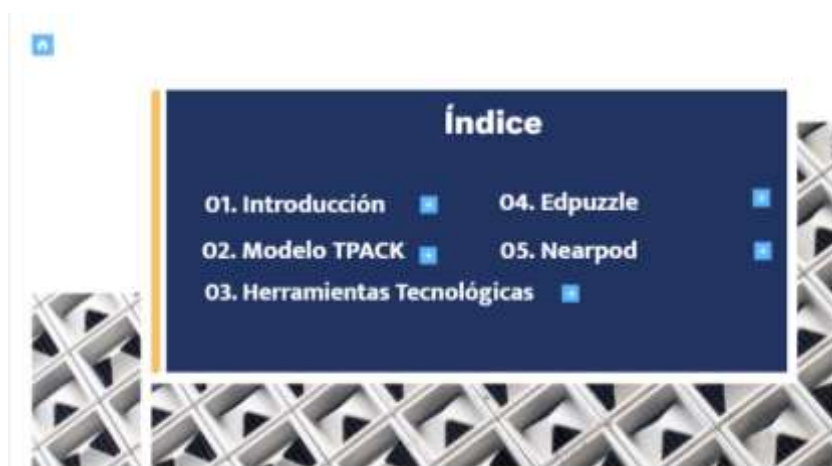 Índice
01. Introducción
02. Modelo TPACK
03. Herramientas Tecnológicas
04. Edpuzzle
05. Nearpod